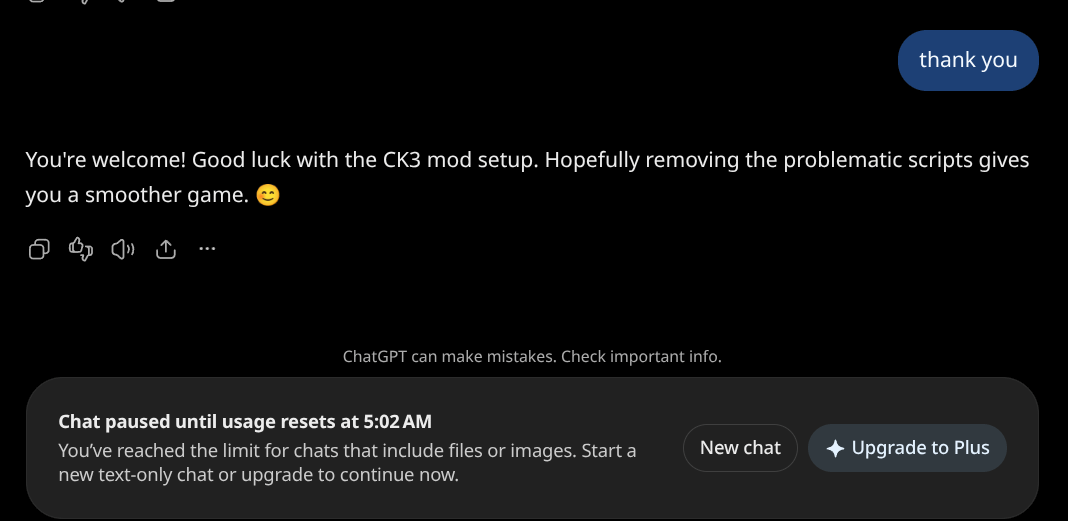 thank you
You're welcome! Good luck with the CK3 mod setup. Hopefully removing the problematic scripts gives
you a smoother game. 😊
ChatGPT can make mistakes. Check important info.
Chat paused until usage resets at 5:02 AM
You’ve reached the limit for chats that include files or images. Start a
new text-only chat or upgrade to continue now.
New chat
Upgrade to Plus